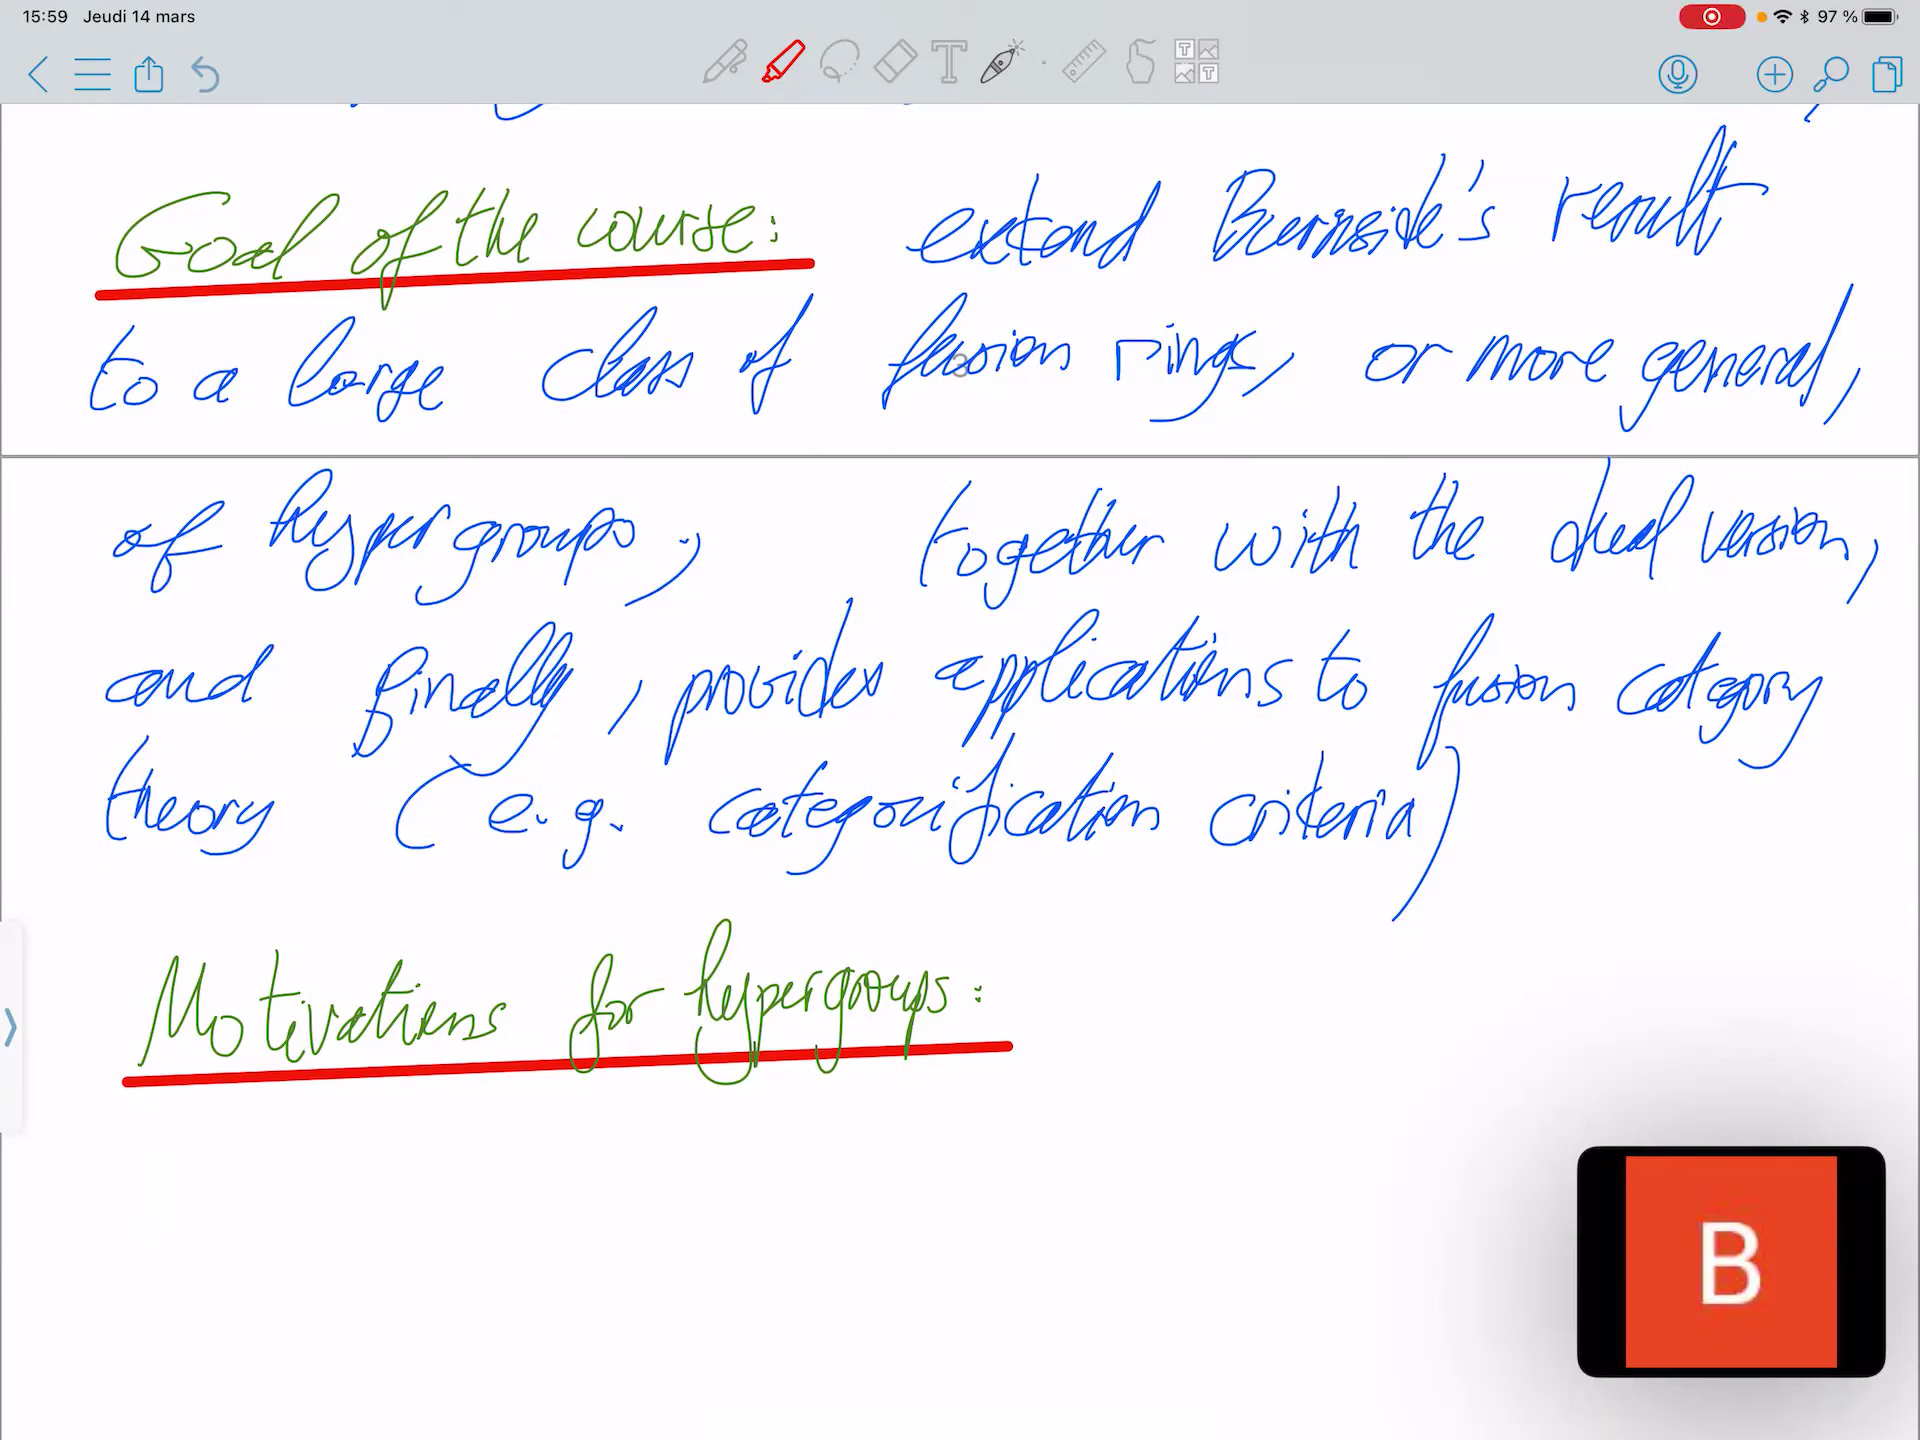 15:59 Jeudi 14 mars 97 %
Goal of the course: extend Burnside's result
to a large class of fusion rings, or more general,
3
of hypergroups, together with the dual version,
and finally, provides applications to fusion category
theory (e.g. categorification criteria)
Motivations for hypergroups:
B